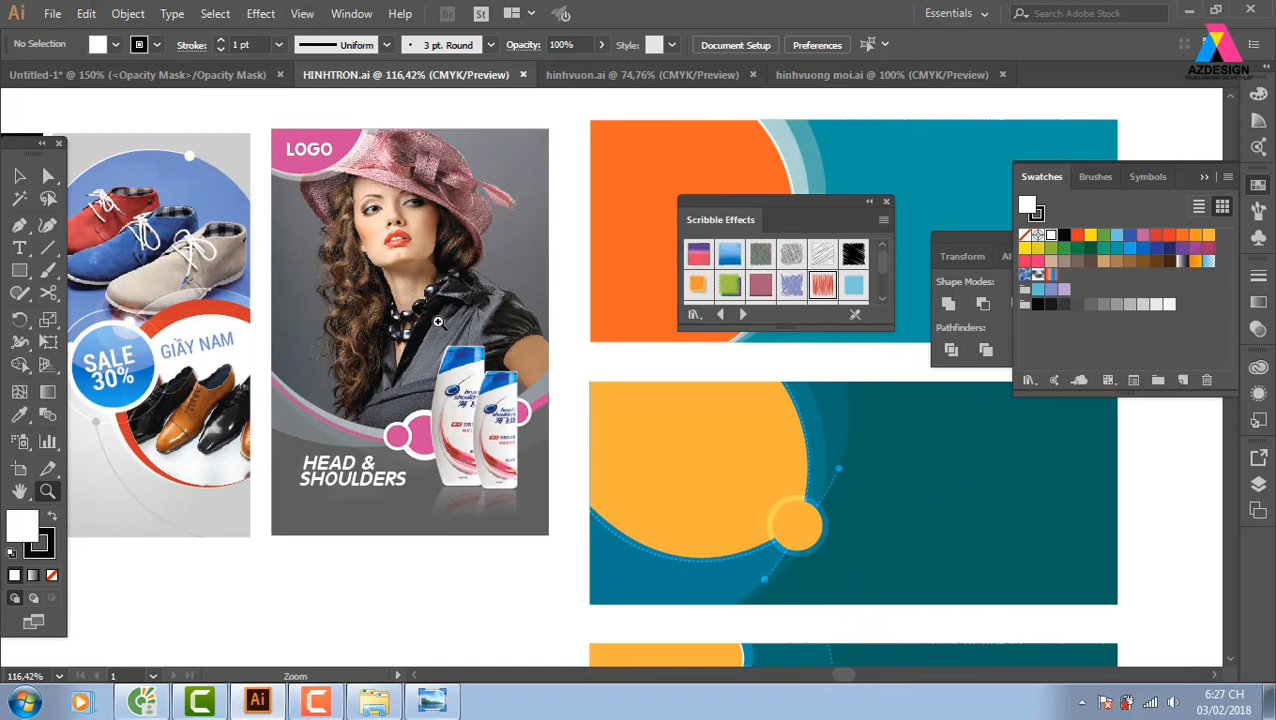 Ai File Edit Object Type Select Effect View Window Help Br St Essentials Search Adobe Stock
No Selection Stroke: 1 pt Uniform 3 pt. Round Opacity: 100% Style: Document Setup Preferences
AZDESIGN
Untitled-1* @ 150% (<Opacity Mask>/Opacity Mask) HINHTRON.ai @ 116,42% (CMYK/Preview) hinhvuon.ai @ 74,76% (CMYK/Preview) hinhvuong moi.ai @ 100% (CMYK/Preview)
LOGO
Swatches Brushes Symbols
Scribble Effects
Transform
Shape Modes:
Pathfinders:
SALE
30%
GIẦY NAM
HEAD &
SHOULDERS
116,42% 1 Zoom
Ai
6:27 CH
03/02/2018